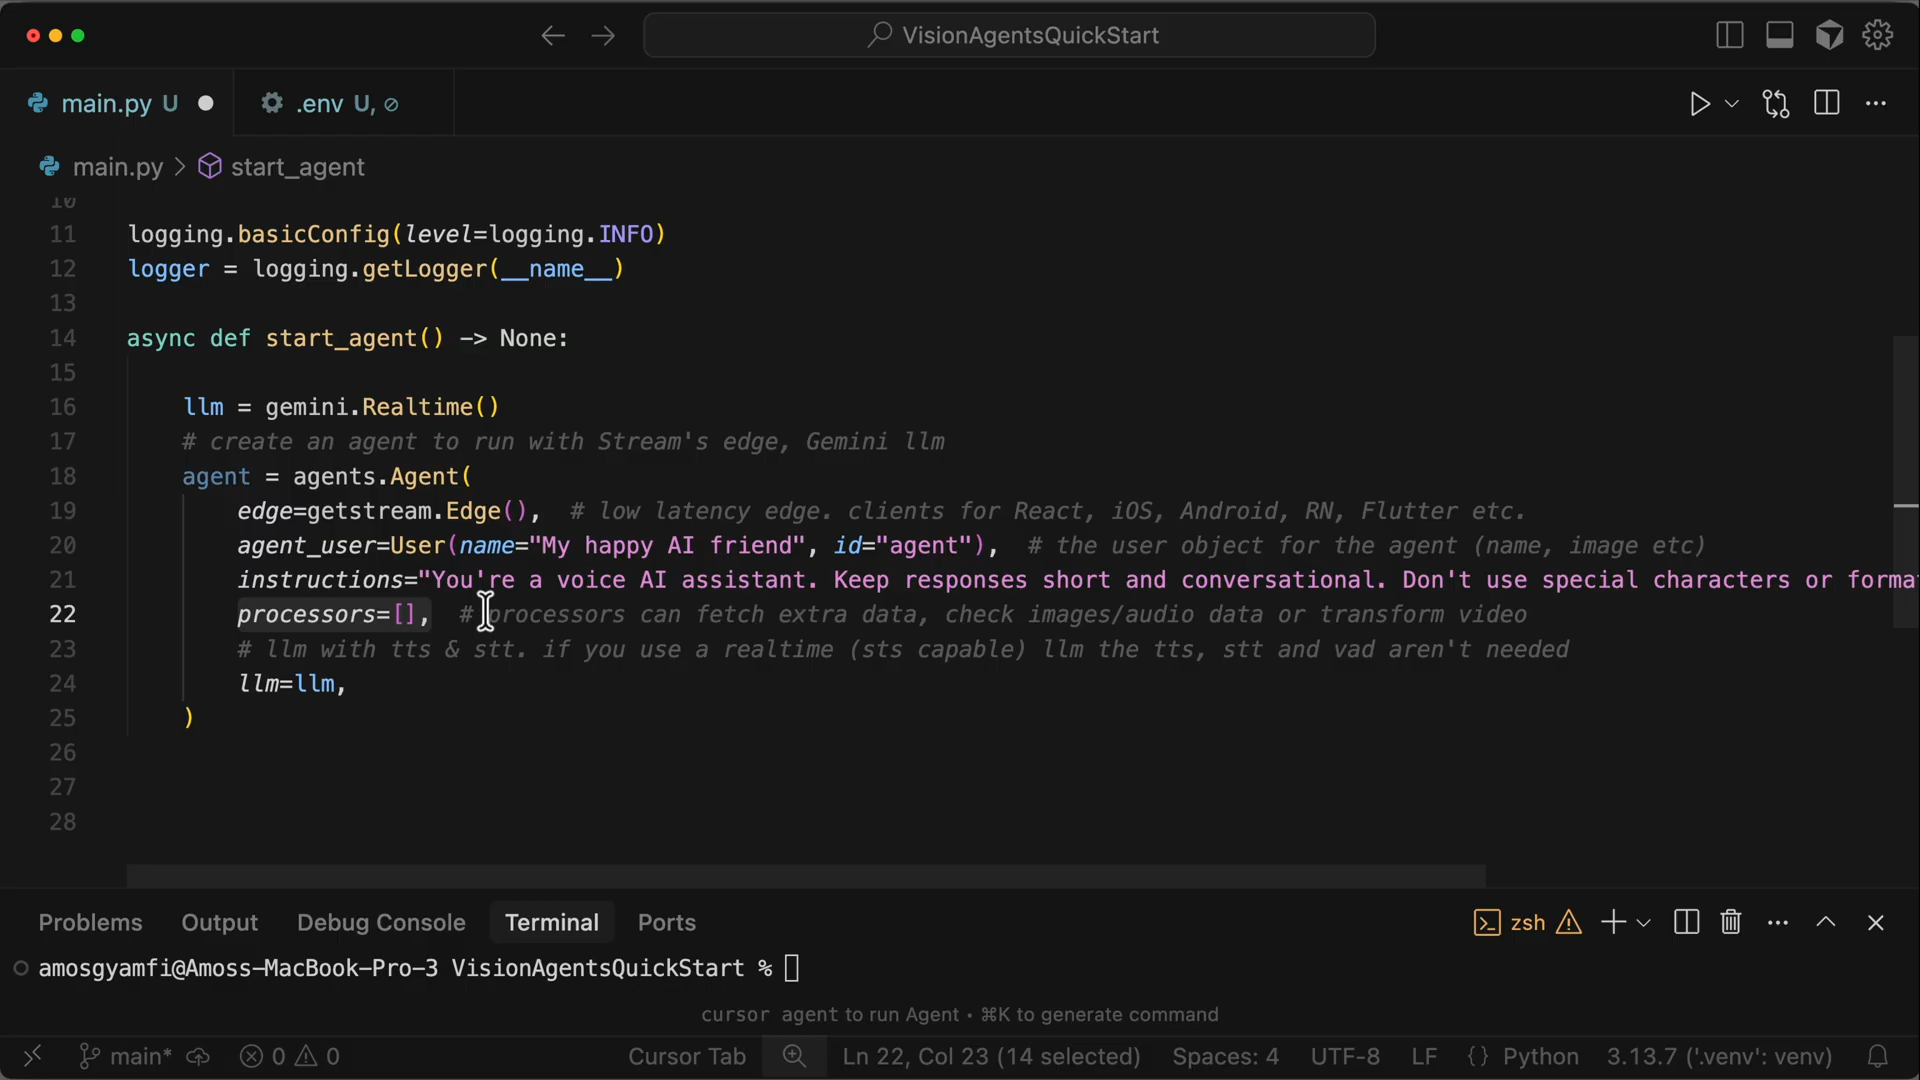 VisionAgentsQuickStart
main.py U
.env U,
main.py > start_agent
10
11 logging.basicConfig(level=logging.INFO)
12 logger = logging.getLogger(__name__)
13
14 async def start_agent() -> None:
15
16 llm = gemini.Realtime()
17 # create an agent to run with Stream's edge, Gemini llm
18 agent = agents.Agent(
19 edge=getstream.Edge(), # low latency edge. clients for React, iOS, Android, RN, Flutter etc.
20 agent_user=User(name="My happy AI friend", id="agent"), # the user object for the agent (name, image etc)
21 instructions="You're a voice AI assistant. Keep responses short and conversational. Don't use special characters or forma
22 processors=[], # processors can fetch extra data, check images/audio data or transform video
23 # llm with tts & stt. if you use a realtime (sts capable) llm the tts, stt and vad aren't needed
24 llm=llm,
25 )
26
27
28
Problems Output Debug Console Terminal Ports zsh
amosgyamfi@Amoss-MacBook-Pro-3 VisionAgentsQuickStart %
cursor agent to run Agent • ⌘K to generate command
main* 0 0 Cursor Tab Ln 22, Col 23 (14 selected) Spaces: 4 UTF-8 LF {} Python 3.13.7 ('.venv': venv)